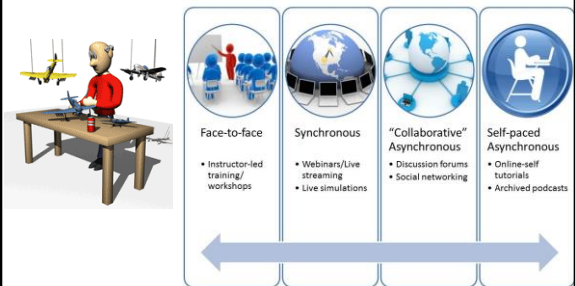 Face-to-face
• Instructor-led
training/
workshops
Synchronous
• Webinars/Live
streaming
• Live simulations
“Collaborative”
Asynchronous
• Discussion forums
• Social networking
Self-paced
Asynchronous
• Online-self
tutorials
• Archived podcasts